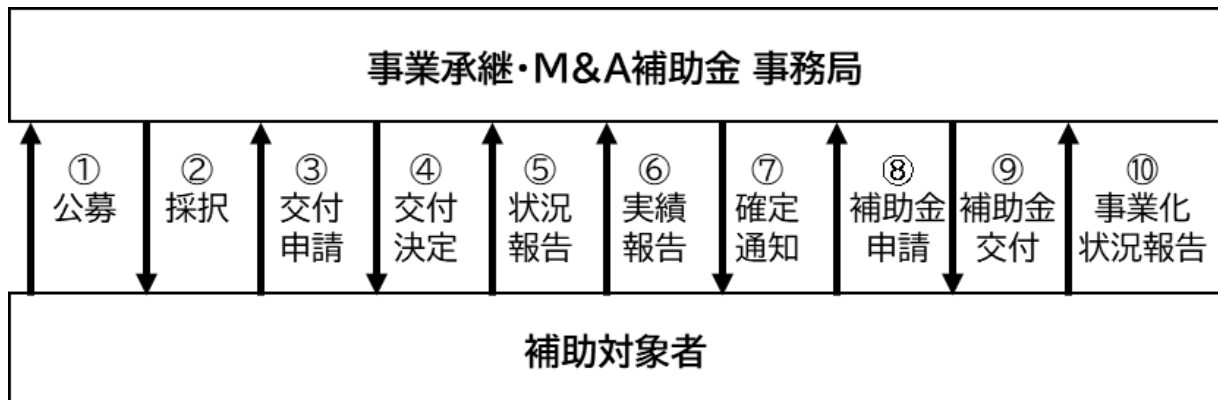 事業承継・M&A補助金 事務局
①
公募
②
採択
③
交付
申請
④
交付
決定
⑤
状況
報告
⑥
実績
報告
⑦
確定
通知
⑧
補助金
申請
⑨
補助金
交付
⑩
事業化
状況報告
補助対象者